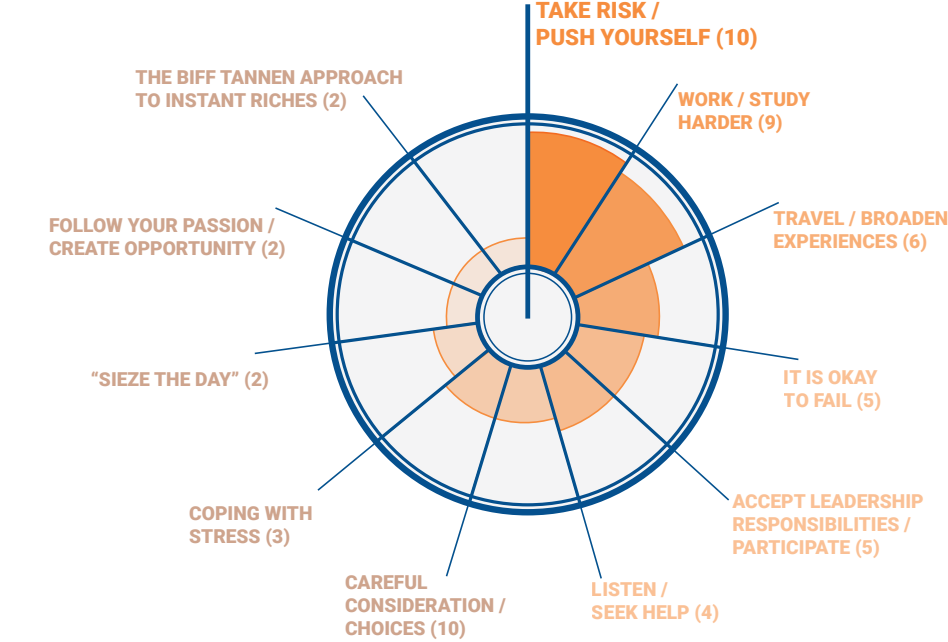 TAKE RISK /
PUSH YOURSELF (10)
WORK / STUDY
HARDER (9)
TRAVEL / BROADEN
EXPERIENCES (6)
IT IS OKAY
TO FAIL (5)
ACCEPT LEADERSHIP
RESPONSIBILITIES /
PARTICIPATE (5)
LISTEN /
SEEK HELP (4)
CAREFUL
CONSIDERATION /
CHOICES (10)
COPING WITH
STRESS (3)
“SIEZE THE DAY” (2)
FOLLOW YOUR PASSION /
CREATE OPPORTUNITY (2)
THE BIFF TANNEN APPROACH
TO INSTANT RICHES (2)